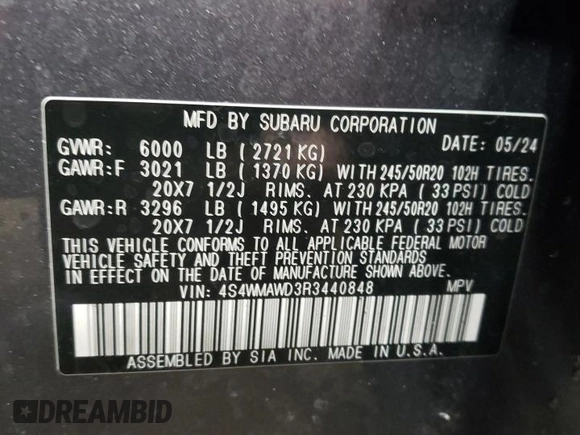 MFD BY SUBARU CORPORATION
GVWR: 6000 LB ( 2721 KG) DATE: 05/24
GAWR:F 3021 LB ( 1370 KG) WITH 245/50R20 102H TIRES.
20X7 1/2J RIMS. AT 230 KPA ( 33 PSI) COLD
GAWR:R 3296 LB ( 1495 KG) WITH 245/50R20 102H TIRES.
20X7 1/2J RIMS. AT 230 KPA ( 33 PSI) COLD
THIS VEHICLE CONFORMS TO ALL APPLICABLE FEDERAL MOTOR
VEHICLE SAFETY AND THEFT PREVENTION STANDARDS
IN EFFECT ON THE DATE OF MANUFACTURE SHOWN ABOVE.
VIN: 4S4WMAWD3R3440848 MPV
ASSEMBLED BY SIA INC. MADE IN U.S.A.
DREAMBID